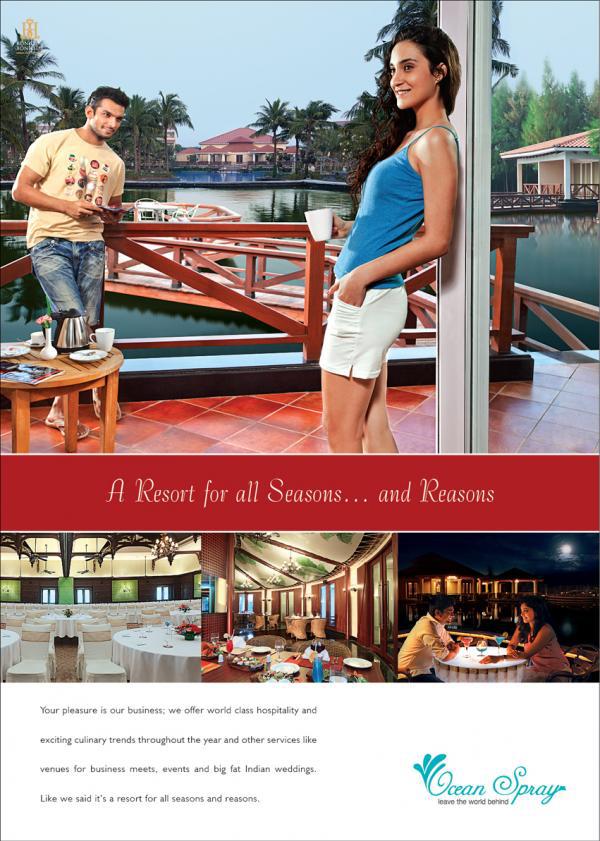 A Resort for all Seasons... and Reasons
Your pleasure is our business; we offer world class hospitality and
exciting culinary trends throughout the year and other services like
venues for business meets, events and big fat Indian weddings.
Like we said it's a resort for all seasons and reasons.
Ocean Spray
leave the world behind